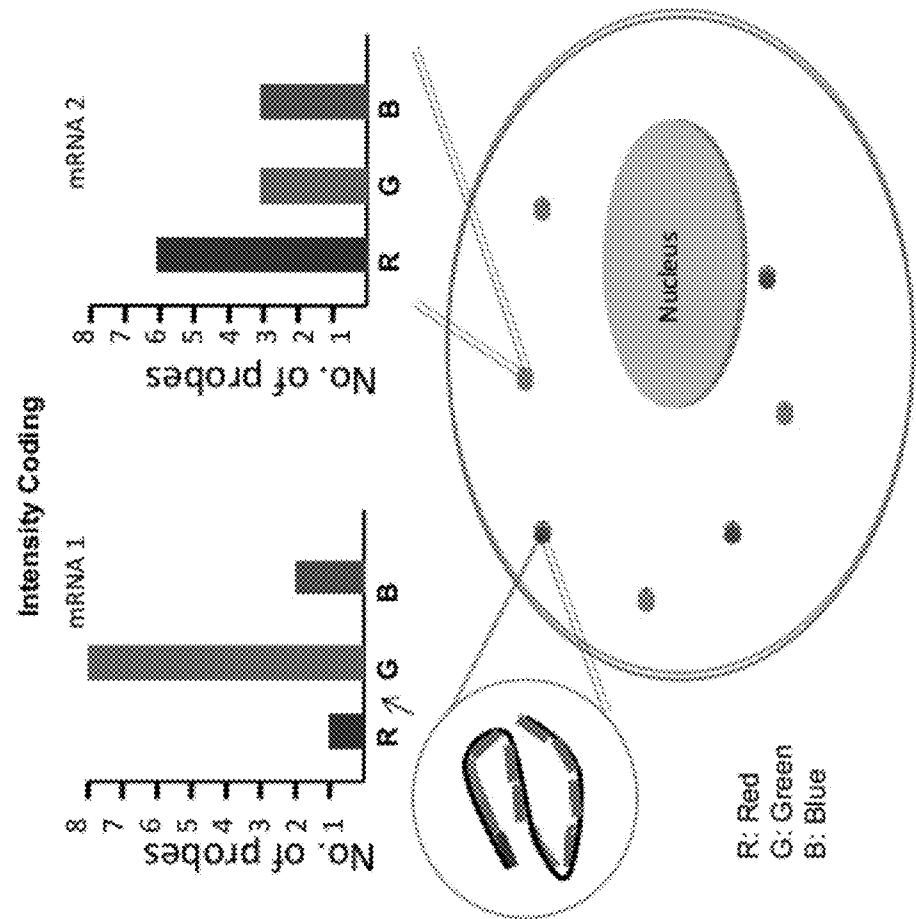 Intensity Coding
mRNA 1
No. of probes
8
7
6
5
4
3
2
1
R G B
mRNA 2
No. of probes
8
7
6
5
4
3
2
1
R G B
Nucleus
R: Red
G: Green
B: Blue